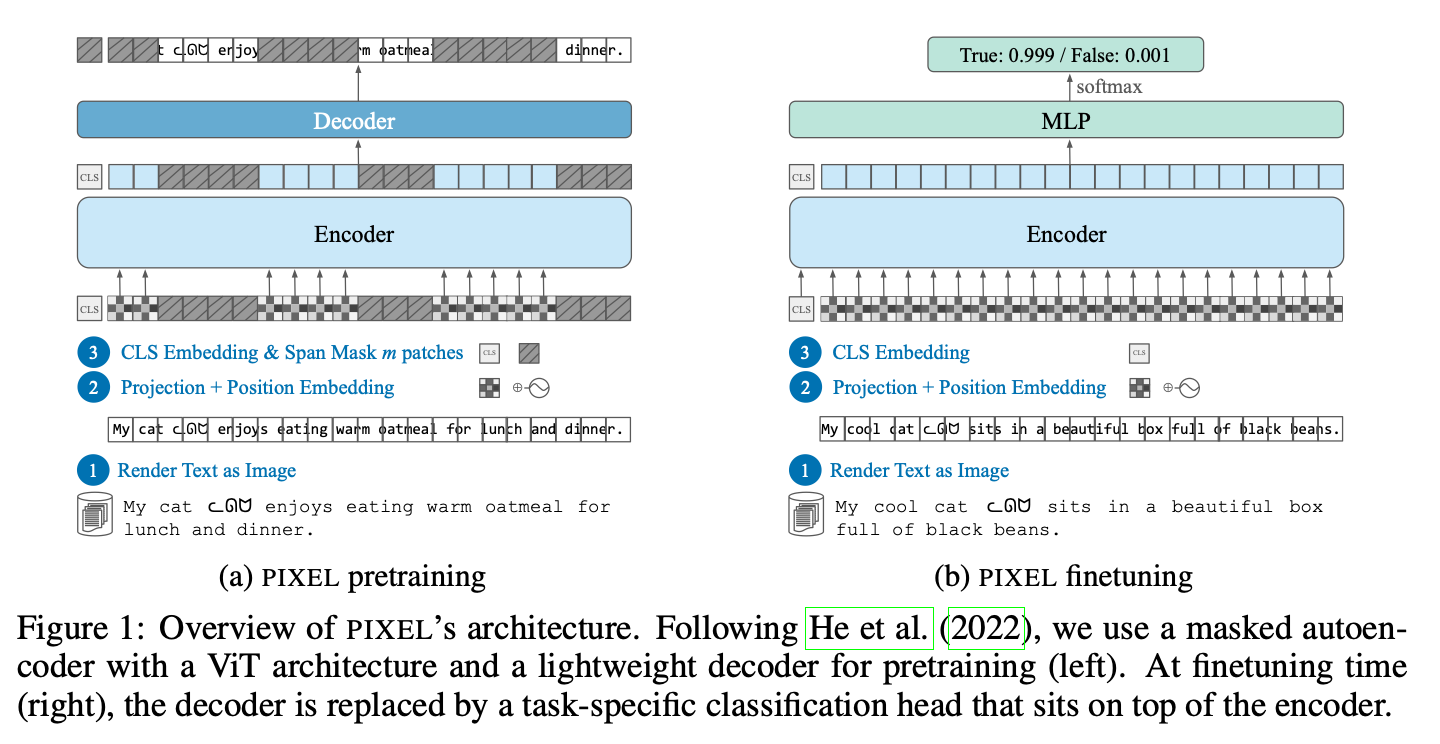 t ᓚᘏᗢ enjoy m oatmeal dinner.
Decoder
CLS
Encoder
CLS
3 CLS Embedding & Span Mask m patches CLS
2 Projection + Position Embedding
My cat ᓚᘏᗢ enjoys eating warm oatmeal for lunch and dinner.
1 Render Text as Image
My cat ᓚᘏᗢ enjoys eating warm oatmeal for
lunch and dinner.
(a) PIXEL pretraining
True: 0.999 / False: 0.001
softmax
MLP
CLS
Encoder
CLS
3 CLS Embedding CLS
2 Projection + Position Embedding
My cool cat ᓚᘏᗢ sits in a beautiful box full of black beans.
1 Render Text as Image
My cool cat ᓚᘏᗢ sits in a beautiful box
full of black beans.
(b) PIXEL finetuning
Figure 1: Overview of PIXEL's architecture. Following He et al. (2022), we use a masked autoen-
coder with a ViT architecture and a lightweight decoder for pretraining (left). At finetuning time
(right), the decoder is replaced by a task-specific classification head that sits on top of the encoder.